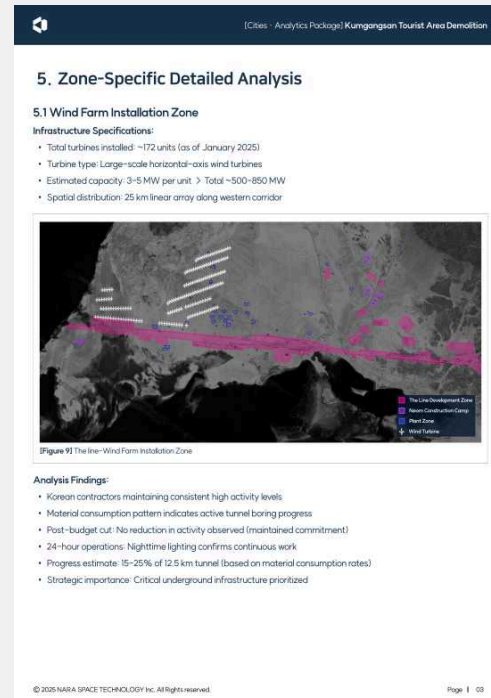 [Cities - Analytics Package] Kumgangsan Tourist Area Demolition
5. Zone-Specific Detailed Analysis
5.1 Wind Farm Installation Zone
Infrastructure Specifications:
• Total turbines installed: ~172 units (as of January 2025)
• Turbine type: Large-scale horizontal-axis wind turbines
• Estimated capacity: 3-5 MW per unit > Total ~500-850 MW
• Spatial distribution: 25 km linear array along western corridor
The Line Development Zone
Neom Construction Camp
Plant Zone
Wind Turbine
[Figure 9] The line-Wind Farm Installation Zone
Analysis Findings:
• Korean contractors maintaining consistent high activity levels
• Material consumption pattern indicates active tunnel boring progress
• Post-budget cut: No reduction in activity observed (maintained commitment)
• 24-hour operations: Nighttime lighting confirms continuous work
• Progress estimate: 15-25% of 12.5 km tunnel (based on material consumption rates)
• Strategic importance: Critical underground infrastructure prioritized
© 2025 NARA SPACE TECHNOLOGY Inc. All Rights reserved.
Page | 03